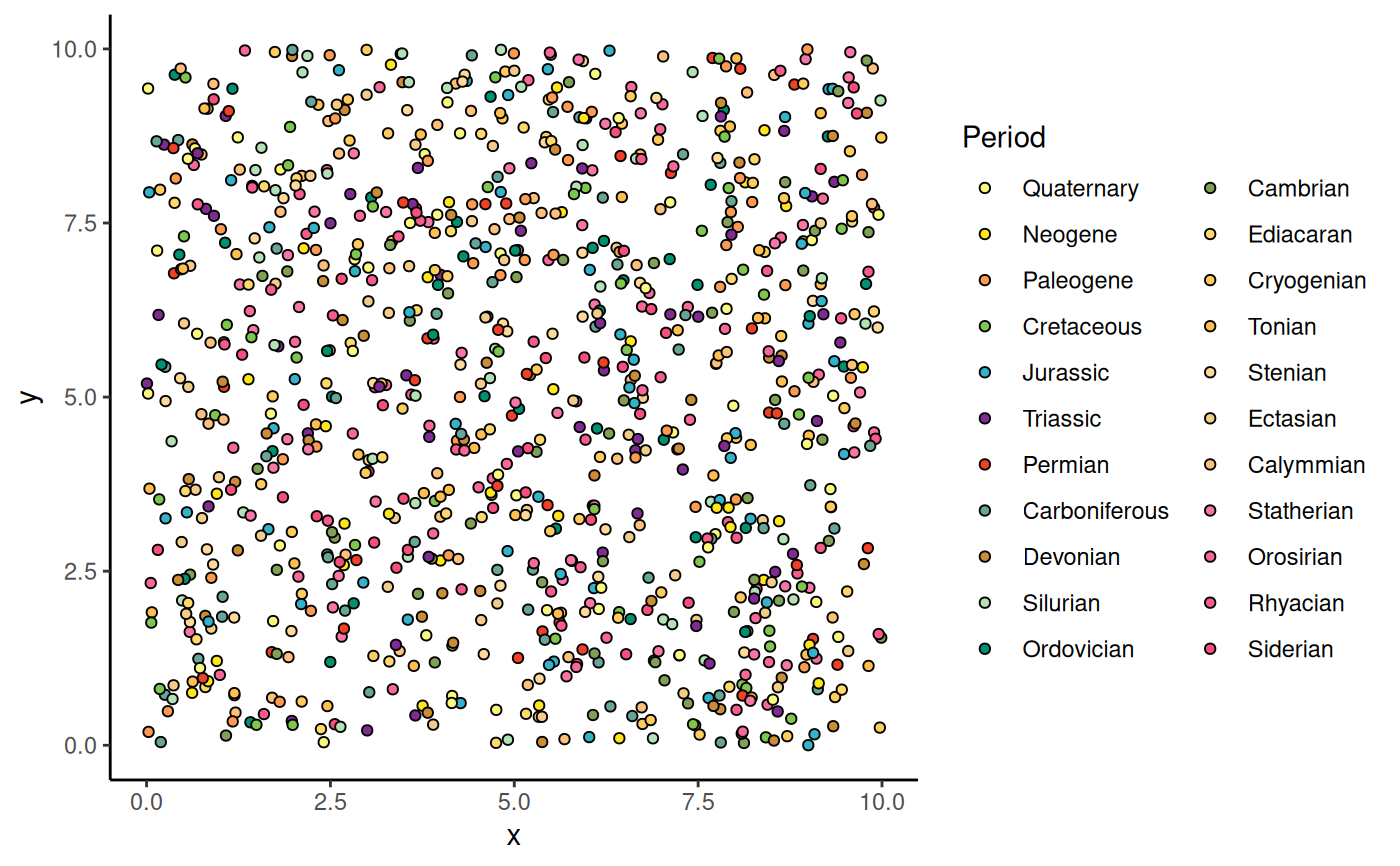 10.0
7.5
5.0
2.5
0.0
y
0.0 2.5 5.0 7.5 10.0
x
Period
Quaternary
Neogene
Paleogene
Cretaceous
Jurassic
Triassic
Permian
Carboniferous
Devonian
Silurian
Ordovician
Cambrian
Ediacaran
Cryogenian
Tonian
Stenian
Ectasian
Calymmian
Statherian
Orosirian
Rhyacian
Siderian